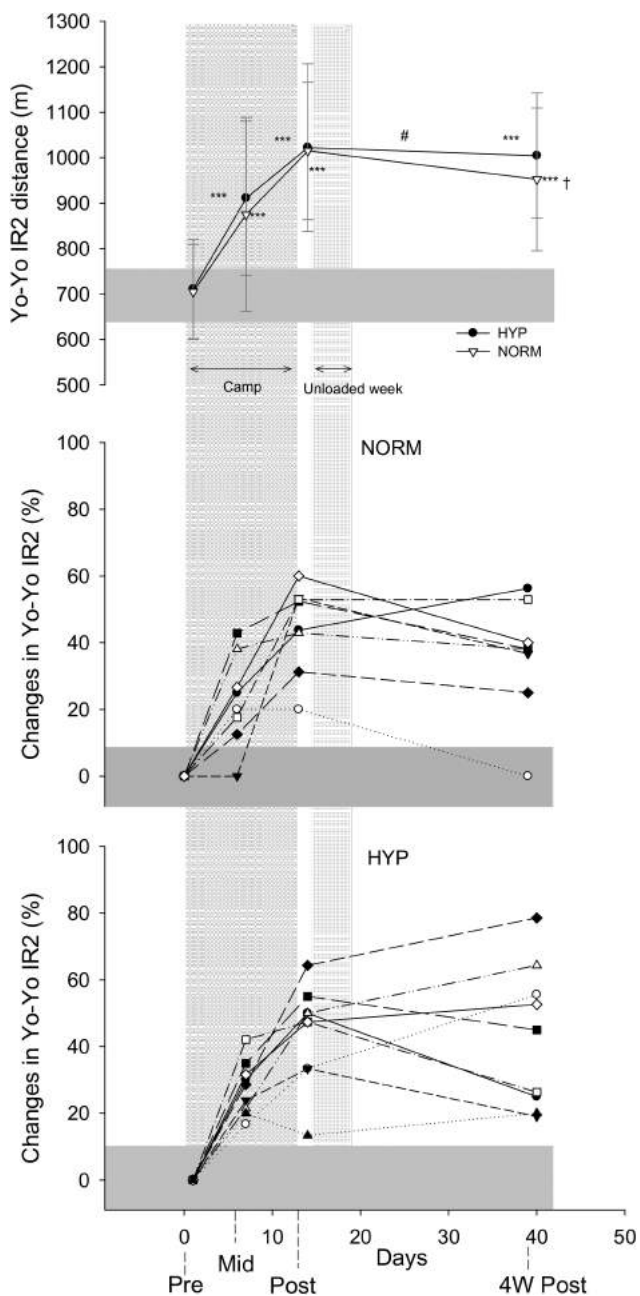 1300
1200
1100
1000
900
800
700
600
500
Yo-Yo IR2 distance (m)
***
***
***
***
#
***
*** †
HYP
NORM
Camp
Unloaded week
NORM
100
80
60
40
20
0
Changes in Yo-Yo IR2 (%)
HYP
100
80
60
40
20
0
Changes in Yo-Yo IR2 (%)
0 10 20 30 40 50
Mid Days
Pre Post 4W Post